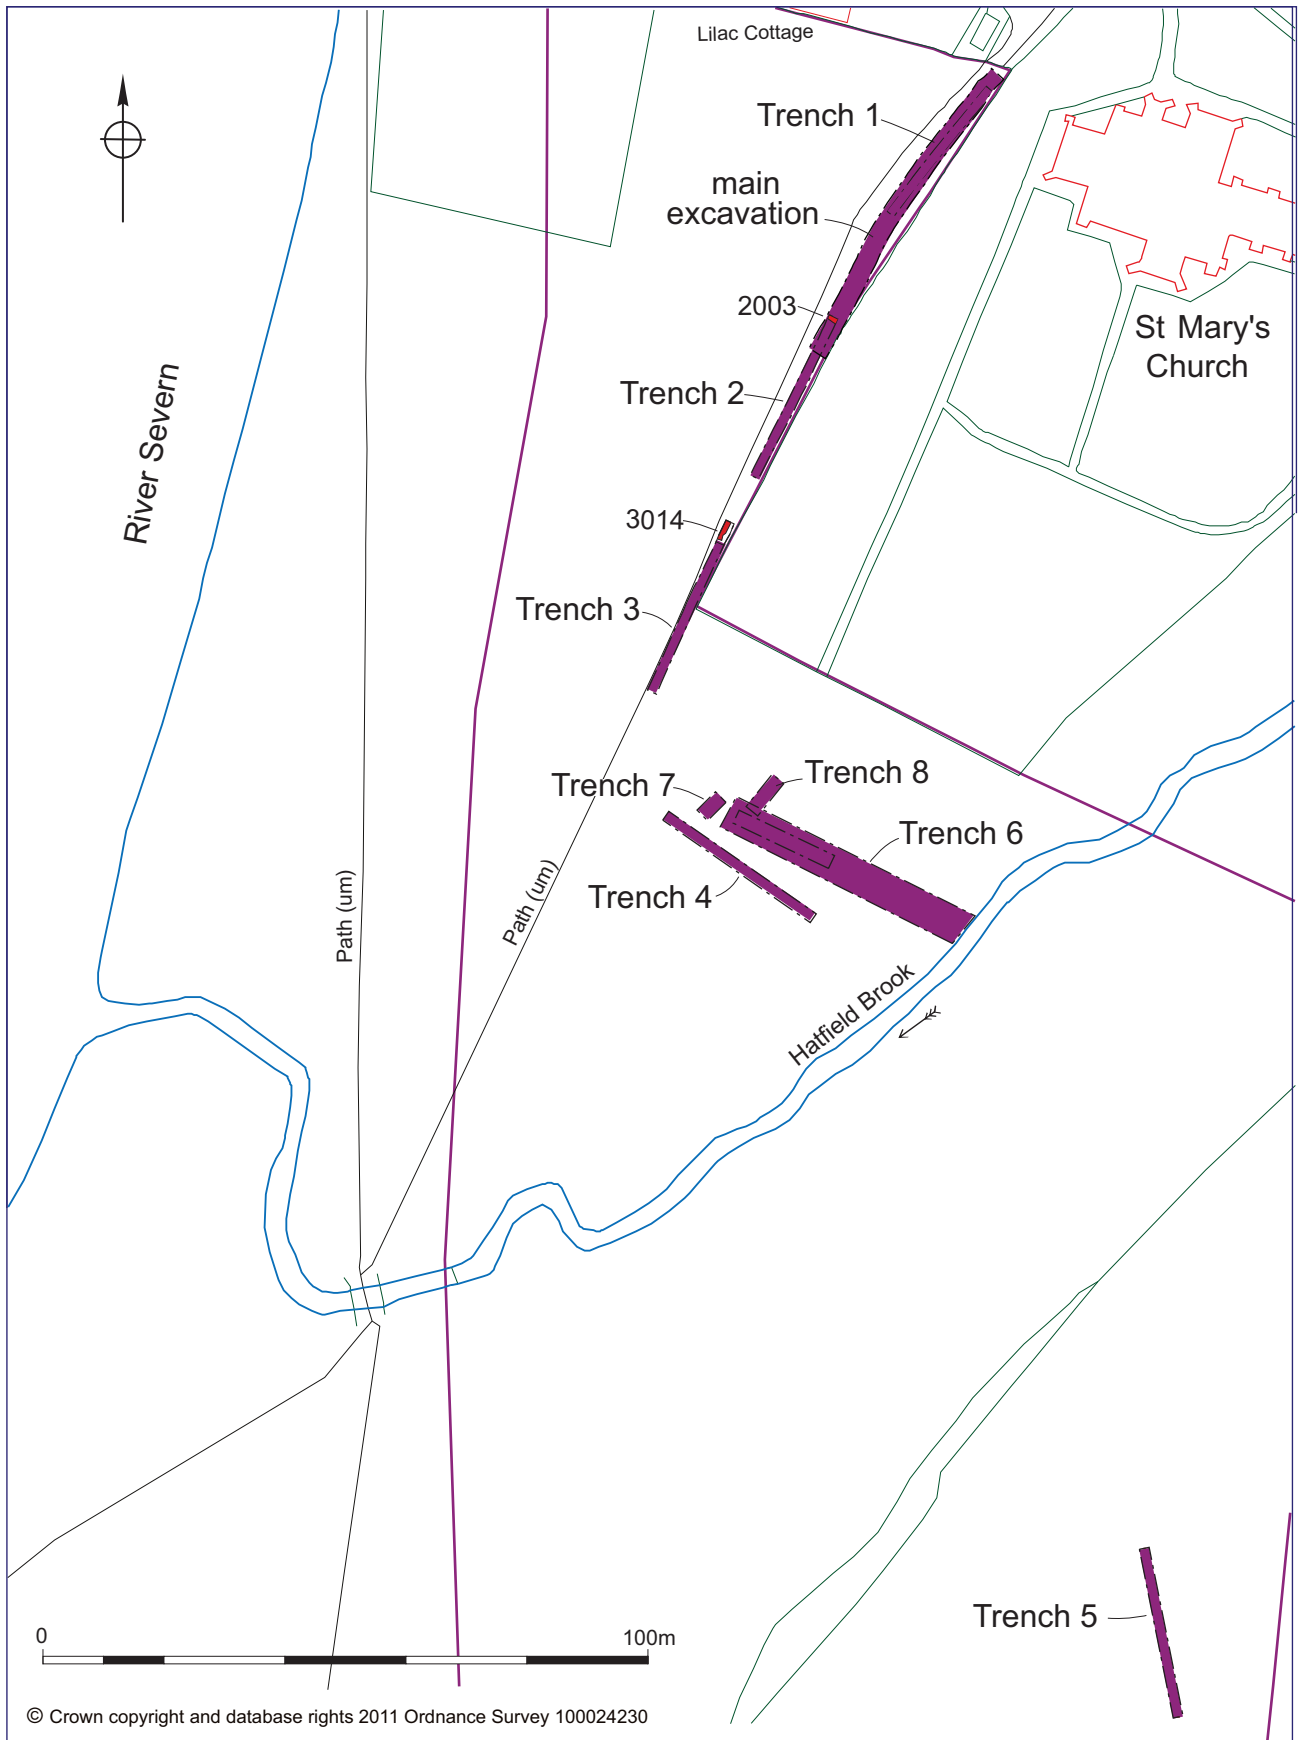 Lilac Cottage
Trench 1
main
excavation
2003
St Mary's
Church
River Severn
Trench 2
3014
Trench 3
Trench 7
Trench 8
Trench 6
Trench 4
Path (um)
Path (um)
Hatfield Brook
Trench 5
0
100m
© Crown copyright and database rights 2011 Ordnance Survey 100024230